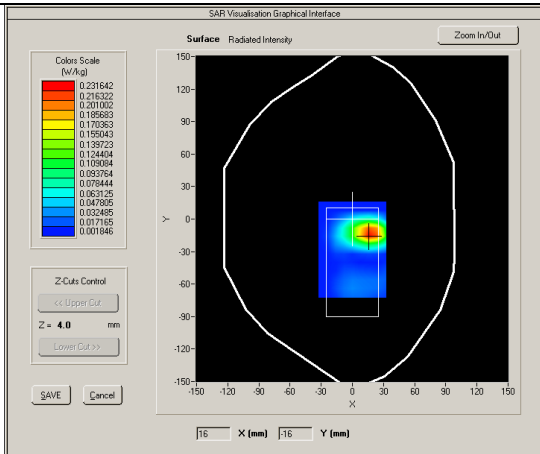 SAR Visualisation Graphical Interface
Surface Radiated Intensity
Zoom In/Out
Colors Scale
(W/kg)
0.231642
0.216322
0.201002
0.185683
0.170363
0.155043
0.139723
0.124404
0.109084
0.093764
0.078444
0.063125
0.047805
0.032485
0.017165
0.001846
Z-Cuts Control
<< Upper Cut
Z = 4.0 mm
Lower Cut >>
SAVE
Cancel
Y
150-
120-
90-
60-
30-
0-
-30-
-60-
-90-
-120-
-150-
-150 -120 -90 -60 -30 0 30 60 90 120 150
X
16 X (mm) -16 Y (mm)